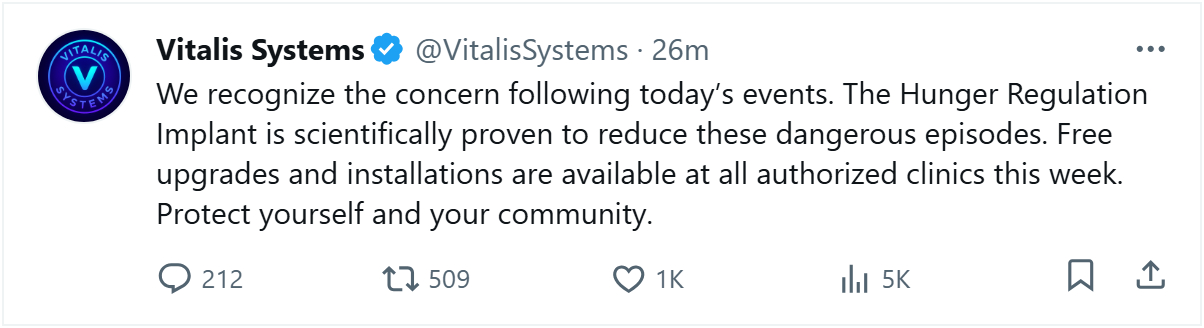 VITALIS
V
SYSTEMS
Vitalis Systems @VitalisSystems · 26m
We recognize the concern following today’s events. The Hunger Regulation
Implant is scientifically proven to reduce these dangerous episodes. Free
upgrades and installations are available at all authorized clinics this week.
Protect yourself and your community.
212 509 1K 5K